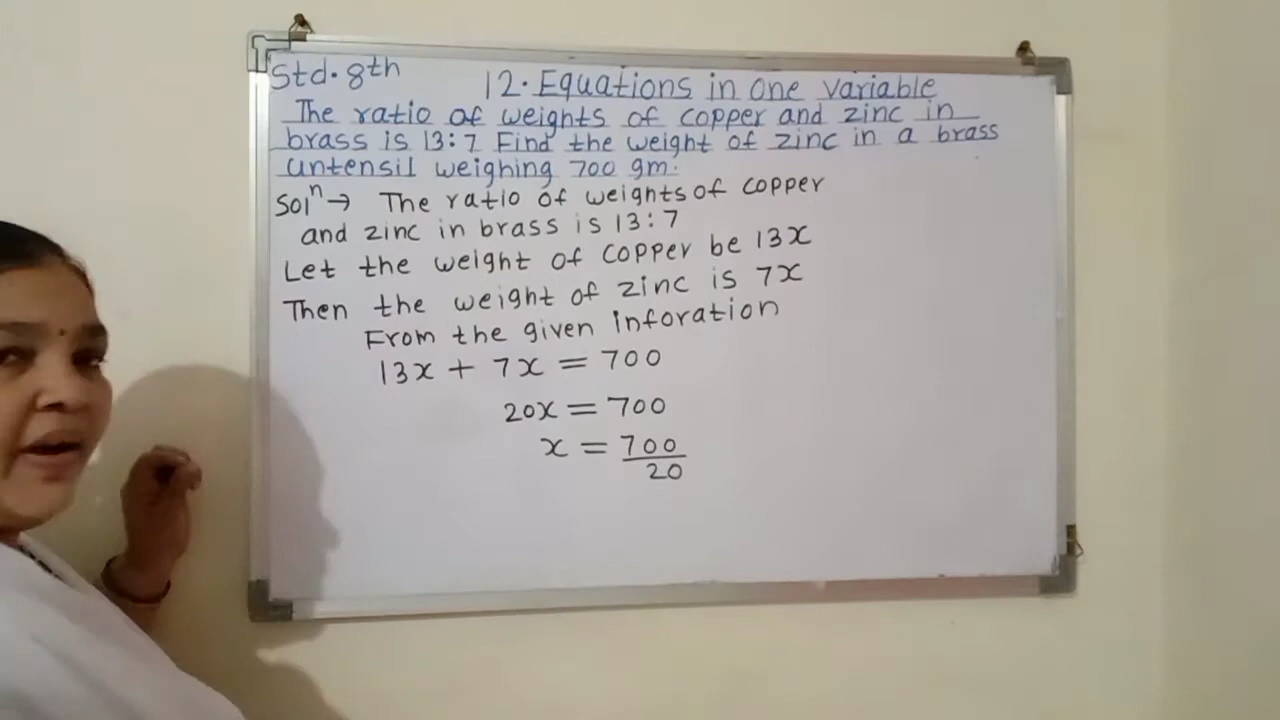 Std. 8th
12. Equations in one variable
The ratio of weights of copper and zinc in
brass is 13:7 Find the weight of zinc in a brass
untensil weighing 700 gm.
Solⁿ → The ratio of weights of copper
and zinc in brass is 13:7
Let the weight of copper be 13x
Then the weight of zinc is 7x
From the given inforation
13x + 7x = 700
20x = 700
x = 700
20